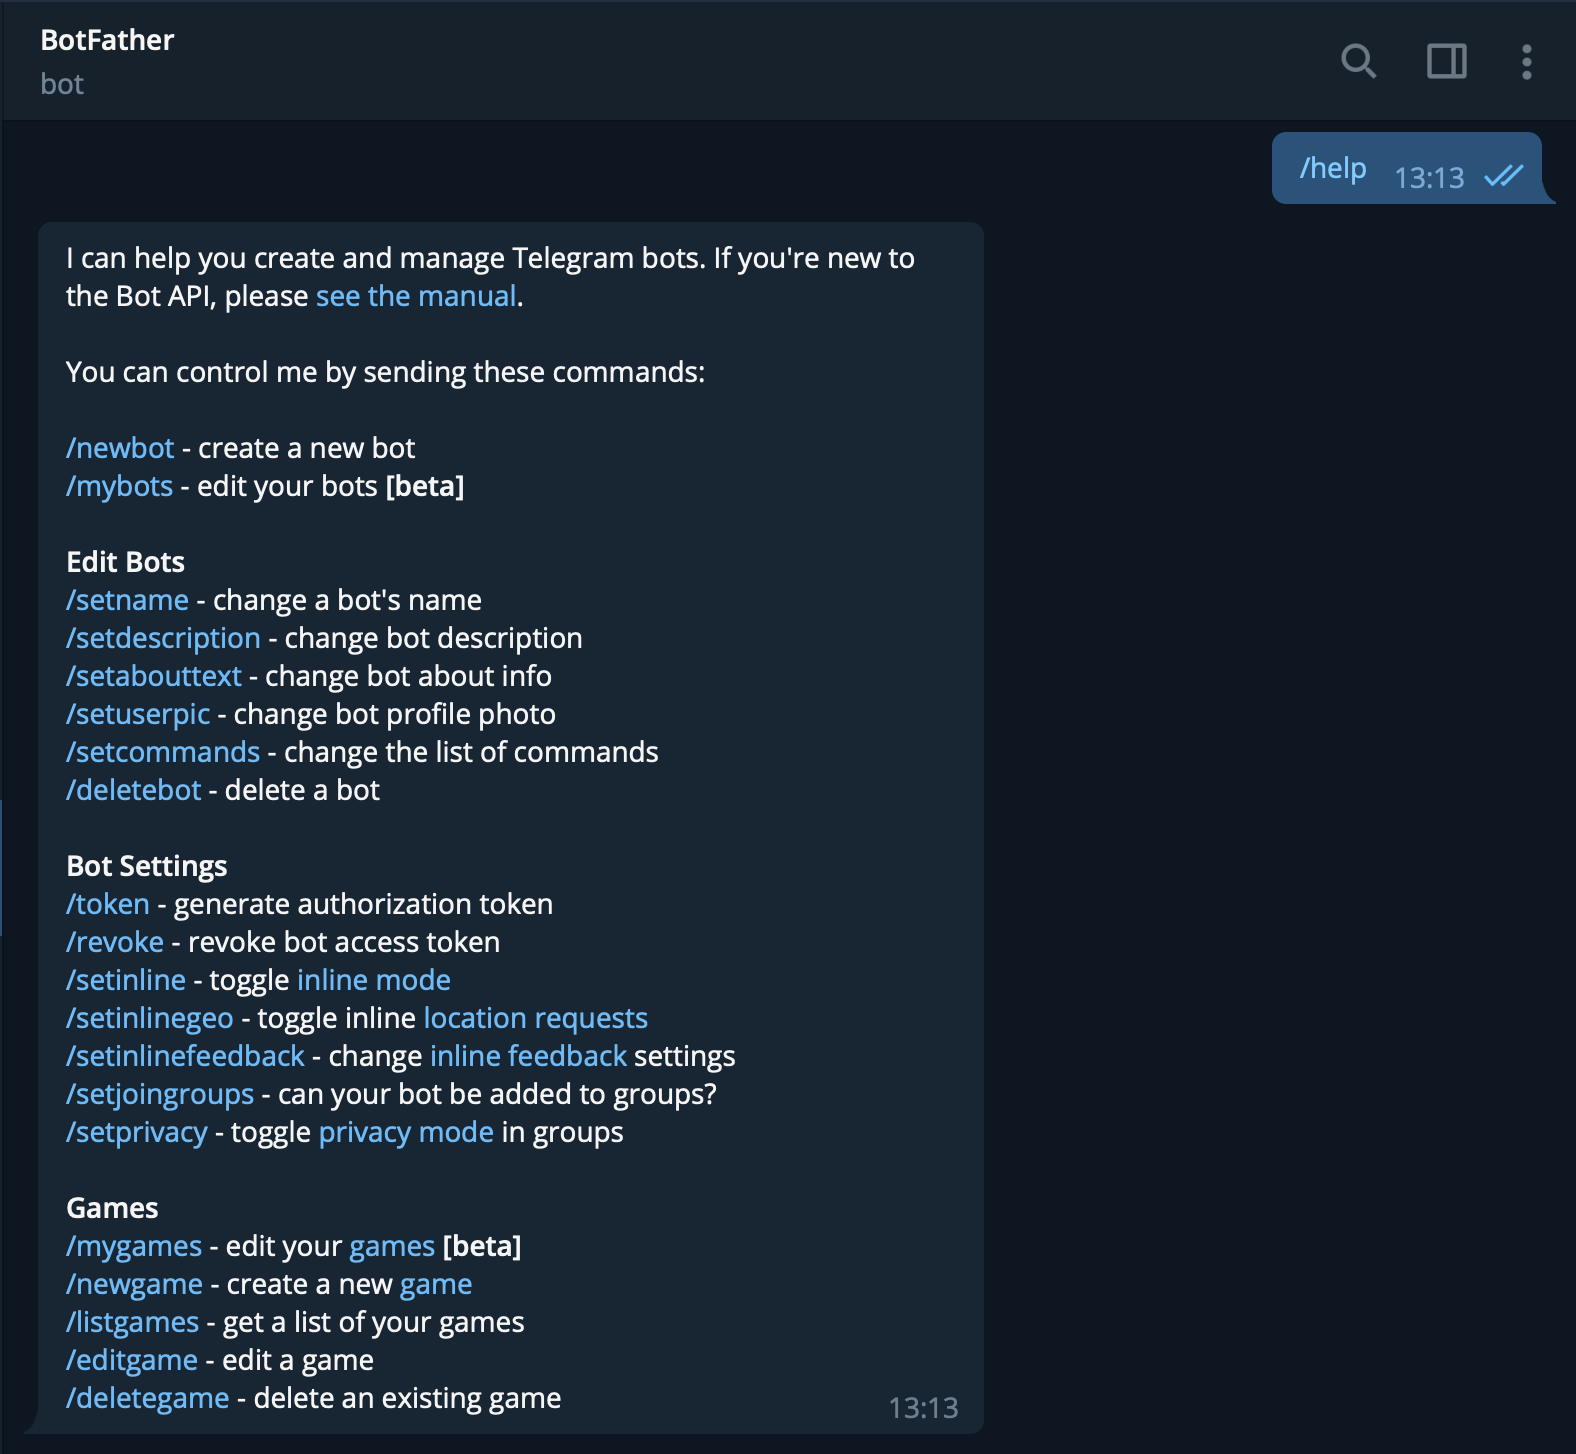 BotFather
bot
/help 13:13
I can help you create and manage Telegram bots. If you're new to
the Bot API, please see the manual.
You can control me by sending these commands:
/newbot - create a new bot
/mybots - edit your bots [beta]
Edit Bots
/setname - change a bot's name
/setdescription - change bot description
/setabouttext - change bot about info
/setuserpic - change bot profile photo
/setcommands - change the list of commands
/deletebot - delete a bot
Bot Settings
/token - generate authorization token
/revoke - revoke bot access token
/setinline - toggle inline mode
/setinlinegeo - toggle inline location requests
/setinlinefeedback - change inline feedback settings
/setjoingroups - can your bot be added to groups?
/setprivacy - toggle privacy mode in groups
Games
/mygames - edit your games [beta]
/newgame - create a new game
/listgames - get a list of your games
/editgame - edit a game
/deletegame - delete an existing game
13:13